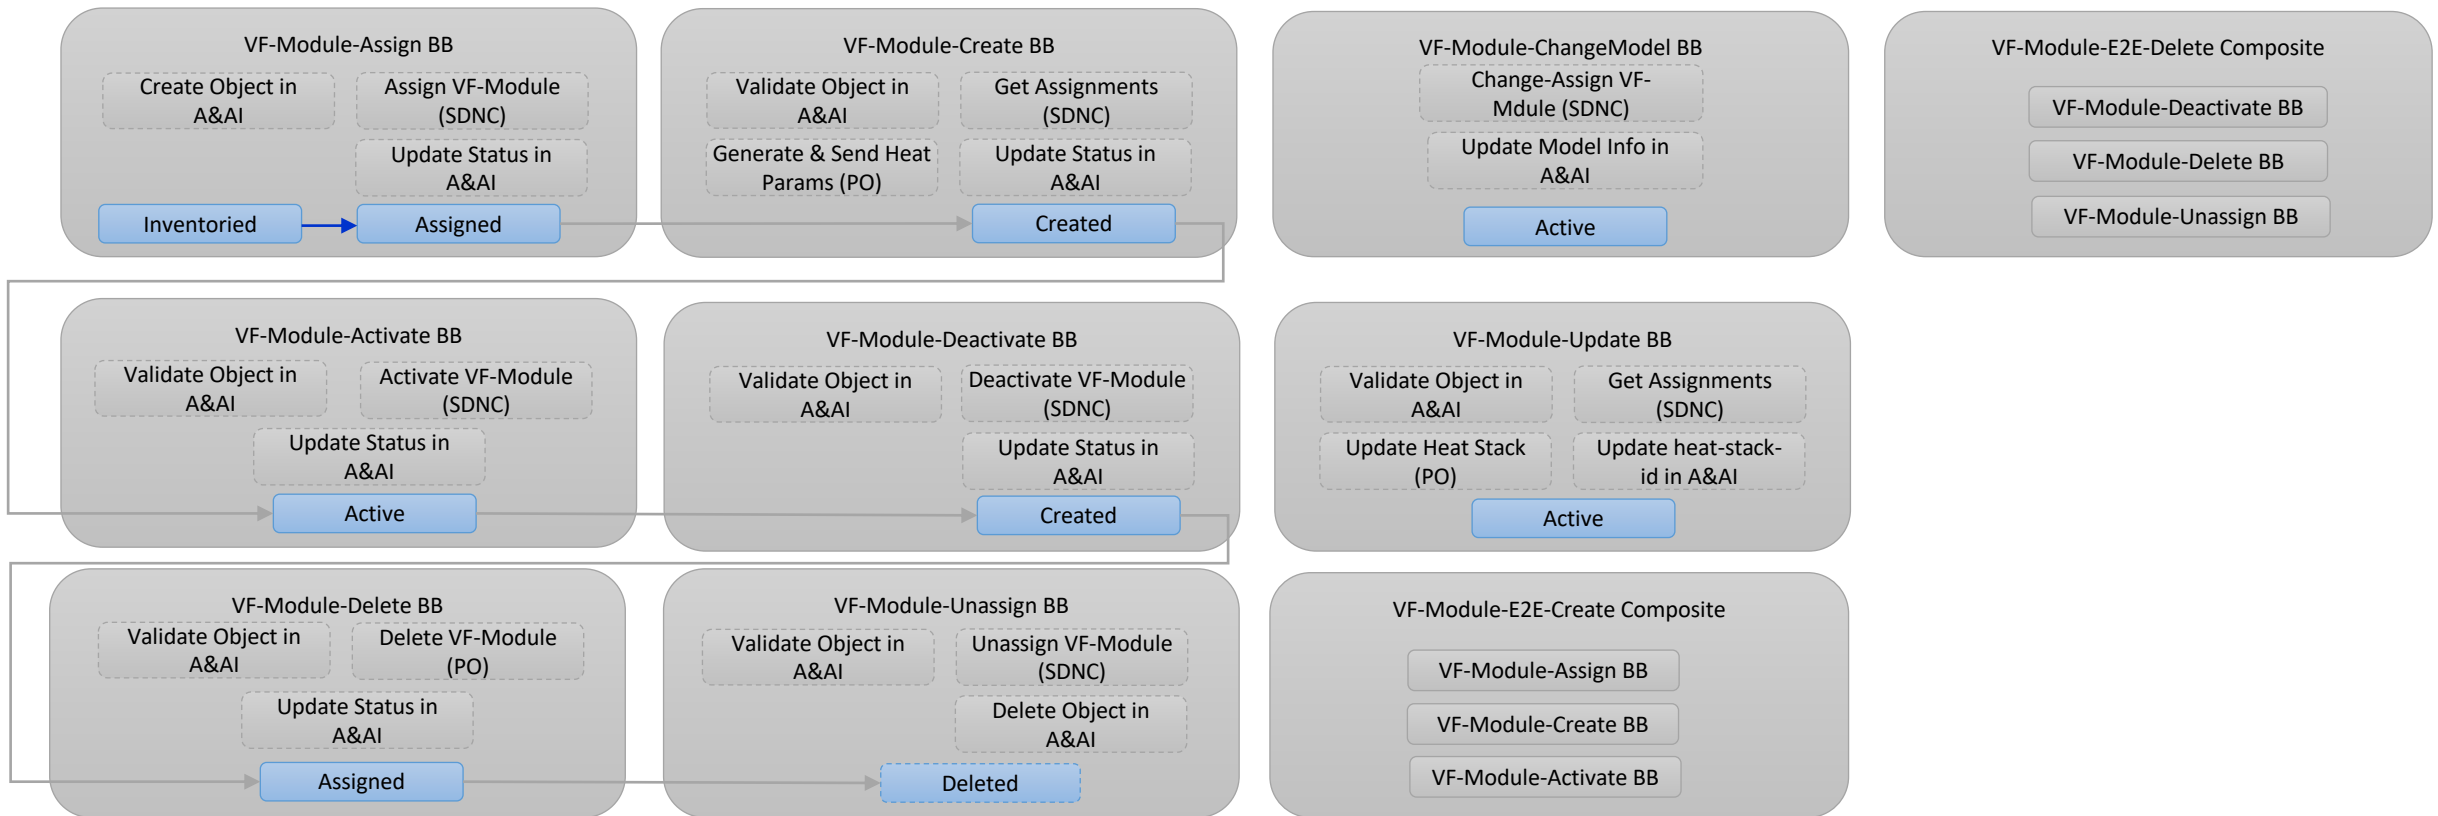 VF-Module-Assign BB
Create Object in
A&AI
Assign VF-Module
(SDNC)
Update Status in
A&AI
Inventoried
Assigned
VF-Module-Create BB
Validate Object in
A&AI
Get Assignments
(SDNC)
Generate & Send Heat
Params (PO)
Update Status in
A&AI
Created
VF-Module-ChangeModel BB
Change-Assign VF-
Mdule (SDNC)
Update Model Info in
A&AI
Active
VF-Module-E2E-Delete Composite
VF-Module-Deactivate BB
VF-Module-Delete BB
VF-Module-Unassign BB
VF-Module-Activate BB
Validate Object in
A&AI
Activate VF-Module
(SDNC)
Update Status in
A&AI
Active
VF-Module-Deactivate BB
Validate Object in
A&AI
Deactivate VF-Module
(SDNC)
Update Status in
A&AI
Created
VF-Module-Update BB
Validate Object in
A&AI
Get Assignments
(SDNC)
Update Heat Stack
(PO)
Update heat-stack-
id in A&AI
Active
VF-Module-Delete BB
Validate Object in
A&AI
Delete VF-Module
(PO)
Update Status in
A&AI
Assigned
VF-Module-Unassign BB
Validate Object in
A&AI
Unassign VF-Module
(SDNC)
Delete Object in
A&AI
Deleted
VF-Module-E2E-Create Composite
VF-Module-Assign BB
VF-Module-Create BB
VF-Module-Activate BB